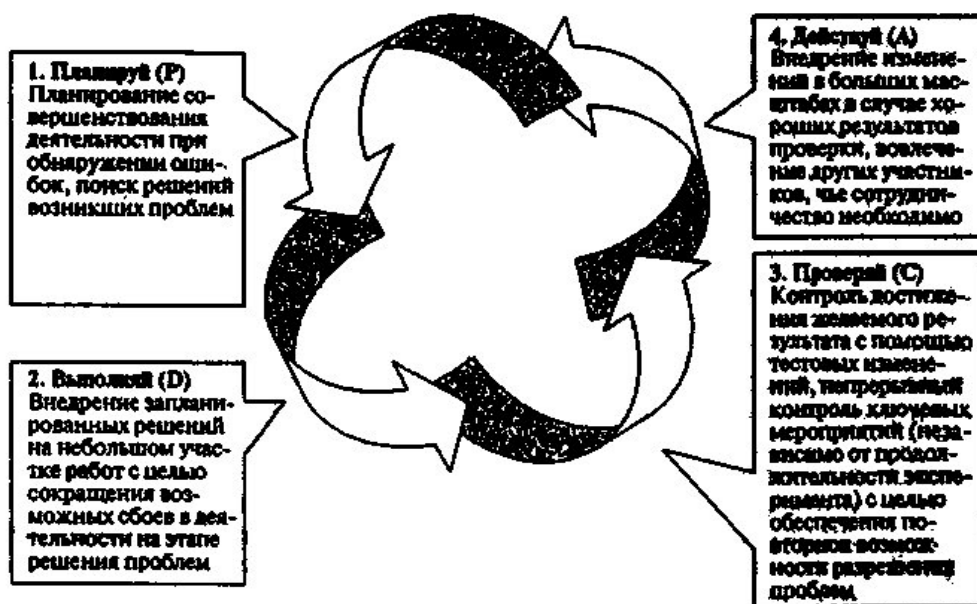 1. Планируй (P)
Планирование со-
вершенствования
деятельности при
обнаружении оши-
бок, поиск решений
возникших проблем
2. Выполняй (D)
Внедрение заплани-
рованных решений
на небольшом учас-
тке работ с целью
сокращения воз-
можных сбоев в дея-
тельности на этапе
решения проблем
3. Проверяй (C)
Контроль достиже-
ния желаемого ре-
зультата с помощью
тестовых измене-
ний, непрерывный
контроль ключевых
мероприятий (неза-
висимо от продол-
жительности экспе-
римента) с целью
обеспечения по-
вторной возмож-
ности разрешения
проблем
4. Действуй (A)
Внедрение измене-
ний в больших мас-
штабах в случае хо-
роших результатов
проверки, вовлече-
ние других участни-
ков, чье сотрудни-
чество необходимо